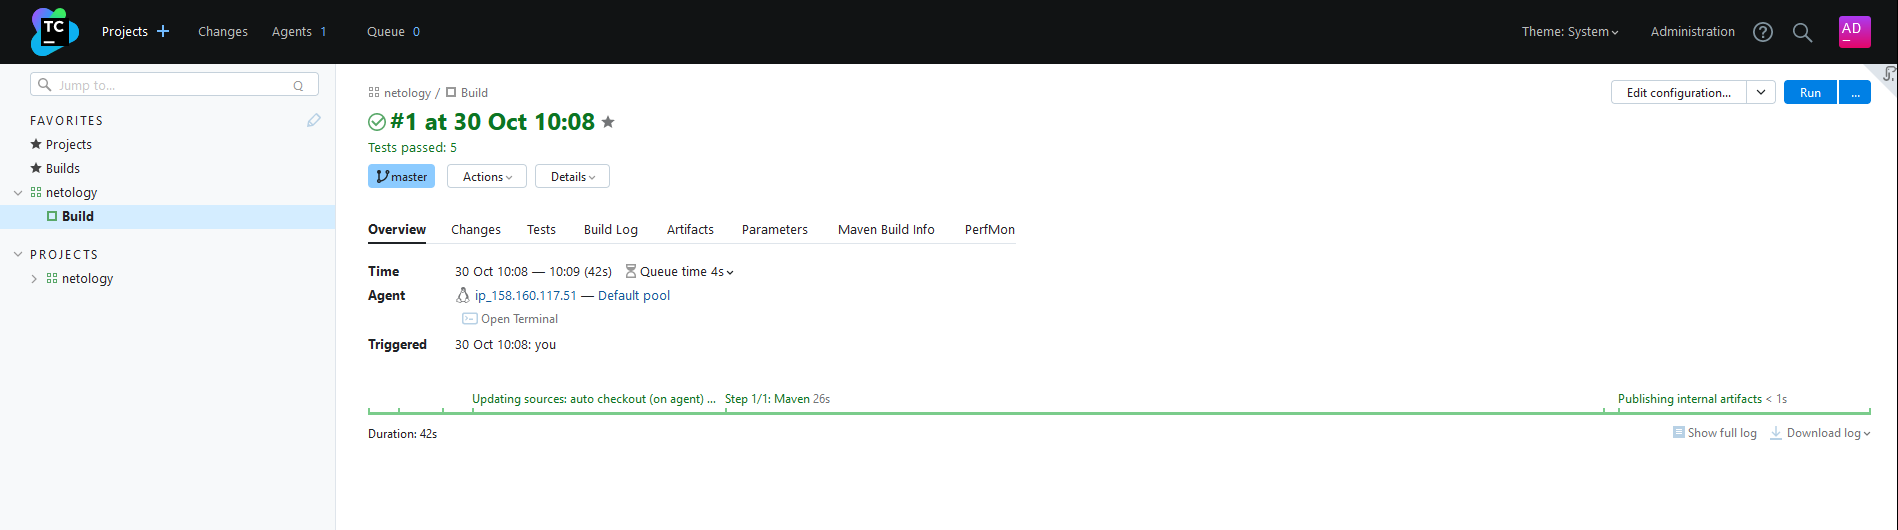 TC Projects + Changes Agents 1 Queue 0 Theme: System Administration ? AD
Jump to... Q
FAVORITES
Projects
Builds
netology
Build
PROJECTS
netology
netology / Build
Edit configuration... Run ...
#1 at 30 Oct 10:08
Tests passed: 5
master Actions Details
Overview Changes Tests Build Log Artifacts Parameters Maven Build Info PerfMon
Time 30 Oct 10:08 — 10:09 (42s) Queue time 4s
Agent ip_158.160.117.51 — Default pool
Open Terminal
Triggered 30 Oct 10:08: you
Updating sources: auto checkout (on agent) ... Step 1/1: Maven 26s Publishing internal artifacts < 1s
Duration: 42s Show full log Download log